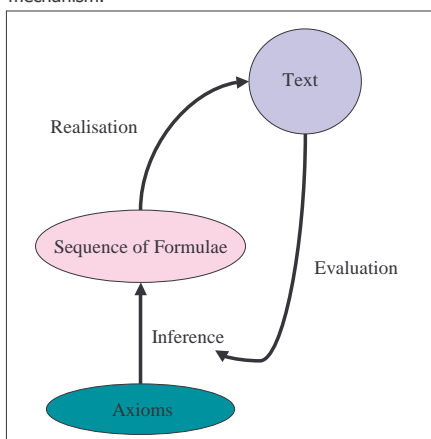 mechanism.
Text
Realisation
Sequence of Formulae
Evaluation
Inference
Axioms